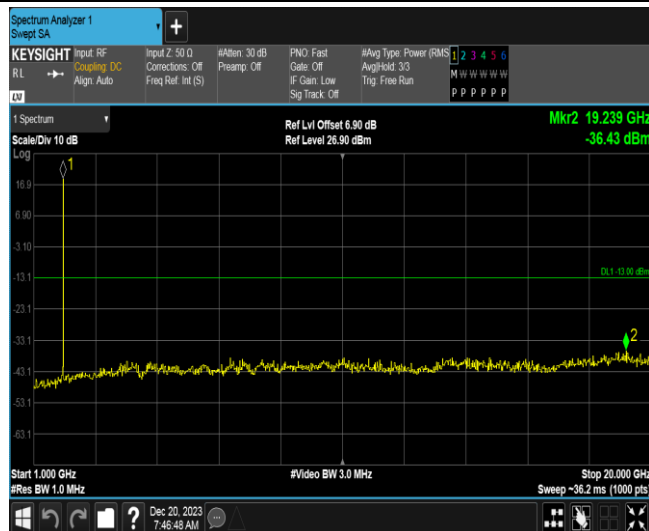 Spectrum Analyzer 1
Swept SA
+
KEYSIGHT
RL
Input: RF
Coupling: DC
Align: Auto
Input Z: 50 Ω
Corrections: Off
Freq Ref: Int (S)
#Atten: 30 dB
Preamp: Off
PNO: Fast
Gate: Off
IF Gain: Low
Sig Track: Off
#Avg Type: Power (RMS
Avg|Hold: 3/3
Trig: Free Run
1 2 3 4 5 6
M W W W W W
P P P P P P
LXI
1 Spectrum
Scale/Div 10 dB
Log
Ref Lvl Offset 6.90 dB
Ref Level 26.90 dBm
Mkr2 19.239 GHz
-36.43 dBm
1
16.9
6.90
-3.10
-13.1
DL1 -13.00 dBm
-23.1
-33.1
2
-43.1
-53.1
-63.1
Start 1.000 GHz
#Res BW 1.0 MHz
#Video BW 3.0 MHz
Stop 20.000 GHz
Sweep ~36.2 ms (1000 pts)
?
Dec 20, 2023
7:46:48 AM